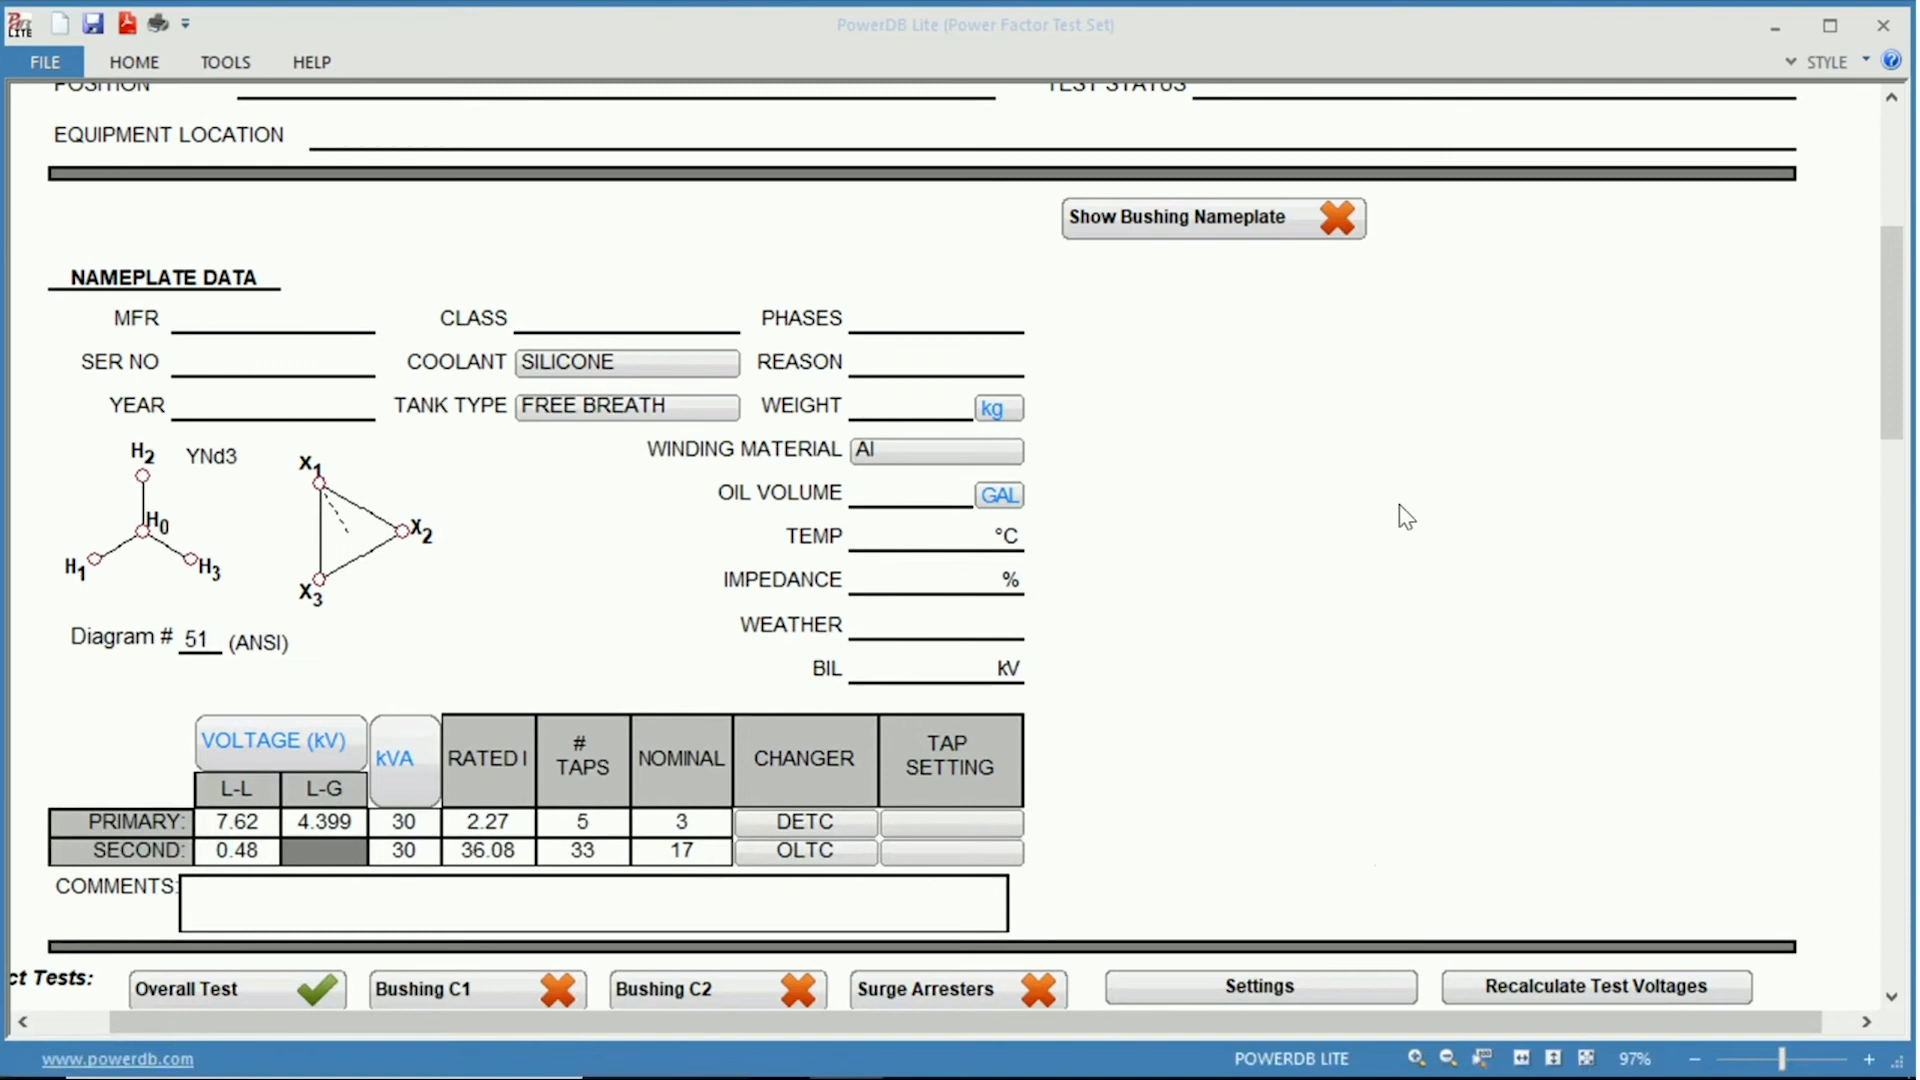 PowerDB Lite (Power Factor Test Set)
LITE
FILE HOME TOOLS HELP STYLE
POSITION TEST STATUS
EQUIPMENT LOCATION
Show Bushing Nameplate
NAMEPLATE DATA
MFR CLASS PHASES
SER NO COOLANT SILICONE REASON
YEAR TANK TYPE FREE BREATH WEIGHT kg
WINDING MATERIAL Al
OIL VOLUME GAL
TEMP °C
IMPEDANCE %
WEATHER
BIL kV
H2 YNd3 X1
H0 X2
H1 H3 X3
Diagram # 51 (ANSI)
VOLTAGE (kV) kVA RATED I # TAPS NOMINAL CHANGER TAP SETTING
L-L L-G
PRIMARY: 7.62 4.399 30 2.27 5 3 DETC
SECOND: 0.48 30 36.08 33 17 OLTC
COMMENTS:
ct Tests: Overall Test Bushing C1 Bushing C2 Surge Arresters Settings Recalculate Test Voltages
www.powerdb.com POWERDB LITE 97%